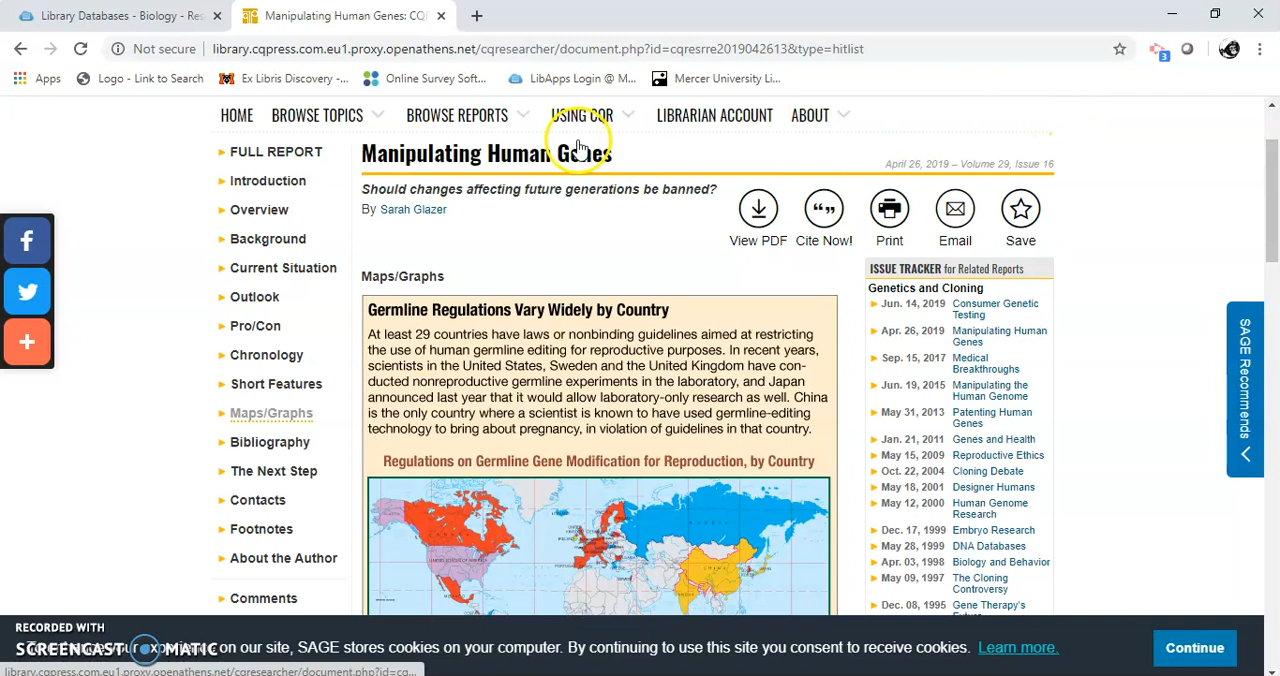 Library Databases - Biology - Res
Manipulating Human Genes: CQ
Not secure
library.cqpress.com.eu1.proxy.openathens.net/cqresearcher/document.php?id=cqresrre2019042613&type=hitlist
3
Apps
Logo - Link to Search
Ex Libris Discovery -...
Online Survey Soft...
LibApps Login @ M...
Mercer University Li...
HOME
BROWSE TOPICS
BROWSE REPORTS
USING CQR
LIBRARIAN ACCOUNT
ABOUT
FULL REPORT
Introduction
Overview
Background
Current Situation
Outlook
Pro/Con
Chronology
Short Features
Maps/Graphs
Bibliography
The Next Step
Contacts
Footnotes
About the Author
Comments
Manipulating Human Genes
April 26, 2019 – Volume 29, Issue 16
Should changes affecting future generations be banned?
By Sarah Glazer
View PDF
Cite Now!
Print
Email
Save
Maps/Graphs
Germline Regulations Vary Widely by Country
At least 29 countries have laws or nonbinding guidelines aimed at restricting
the use of human germline editing for reproductive purposes. In recent years,
scientists in the United States, Sweden and the United Kingdom have con-
ducted nonreproductive germline experiments in the laboratory, and Japan
announced last year that it would allow laboratory-only research as well. China
is the only country where a scientist is known to have used germline-editing
technology to bring about pregnancy, in violation of guidelines in that country.
Regulations on Germline Gene Modification for Reproduction, by Country
ISSUE TRACKER for Related Reports
Genetics and Cloning
Jun. 14, 2019 Consumer Genetic
Testing
Apr. 26, 2019 Manipulating Human
Genes
Sep. 15, 2017 Medical
Breakthroughs
Jun. 19, 2015 Manipulating the
Human Genome
May 31, 2013 Patenting Human
Genes
Jan. 21, 2011 Genes and Health
May 15, 2009 Reproductive Ethics
Oct. 22, 2004 Cloning Debate
May 18, 2001 Designer Humans
May 12, 2000 Human Genome
Research
Dec. 17, 1999 Embryo Research
May 28, 1999 DNA Databases
Apr. 03, 1998 Biology and Behavior
May 09, 1997 The Cloning
Controversy
Dec. 08, 1995 Gene Therapy's
SAGE Recommends
RECORDED WITH
SCREENCAST MATIC
your experience on our site, SAGE stores cookies on your computer. By continuing to use this site you consent to receive cookies. Learn more.
Continue
library.cqpress.com.eu1.proxy.openathens.net/cqresearcher/document.php?id=cq...